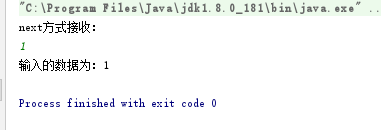 "C:\Program Files\Java\jdk1.8.0_181\bin\java.exe" ...
next方式接收:
1
输入的数据为: 1
Process finished with exit code 0